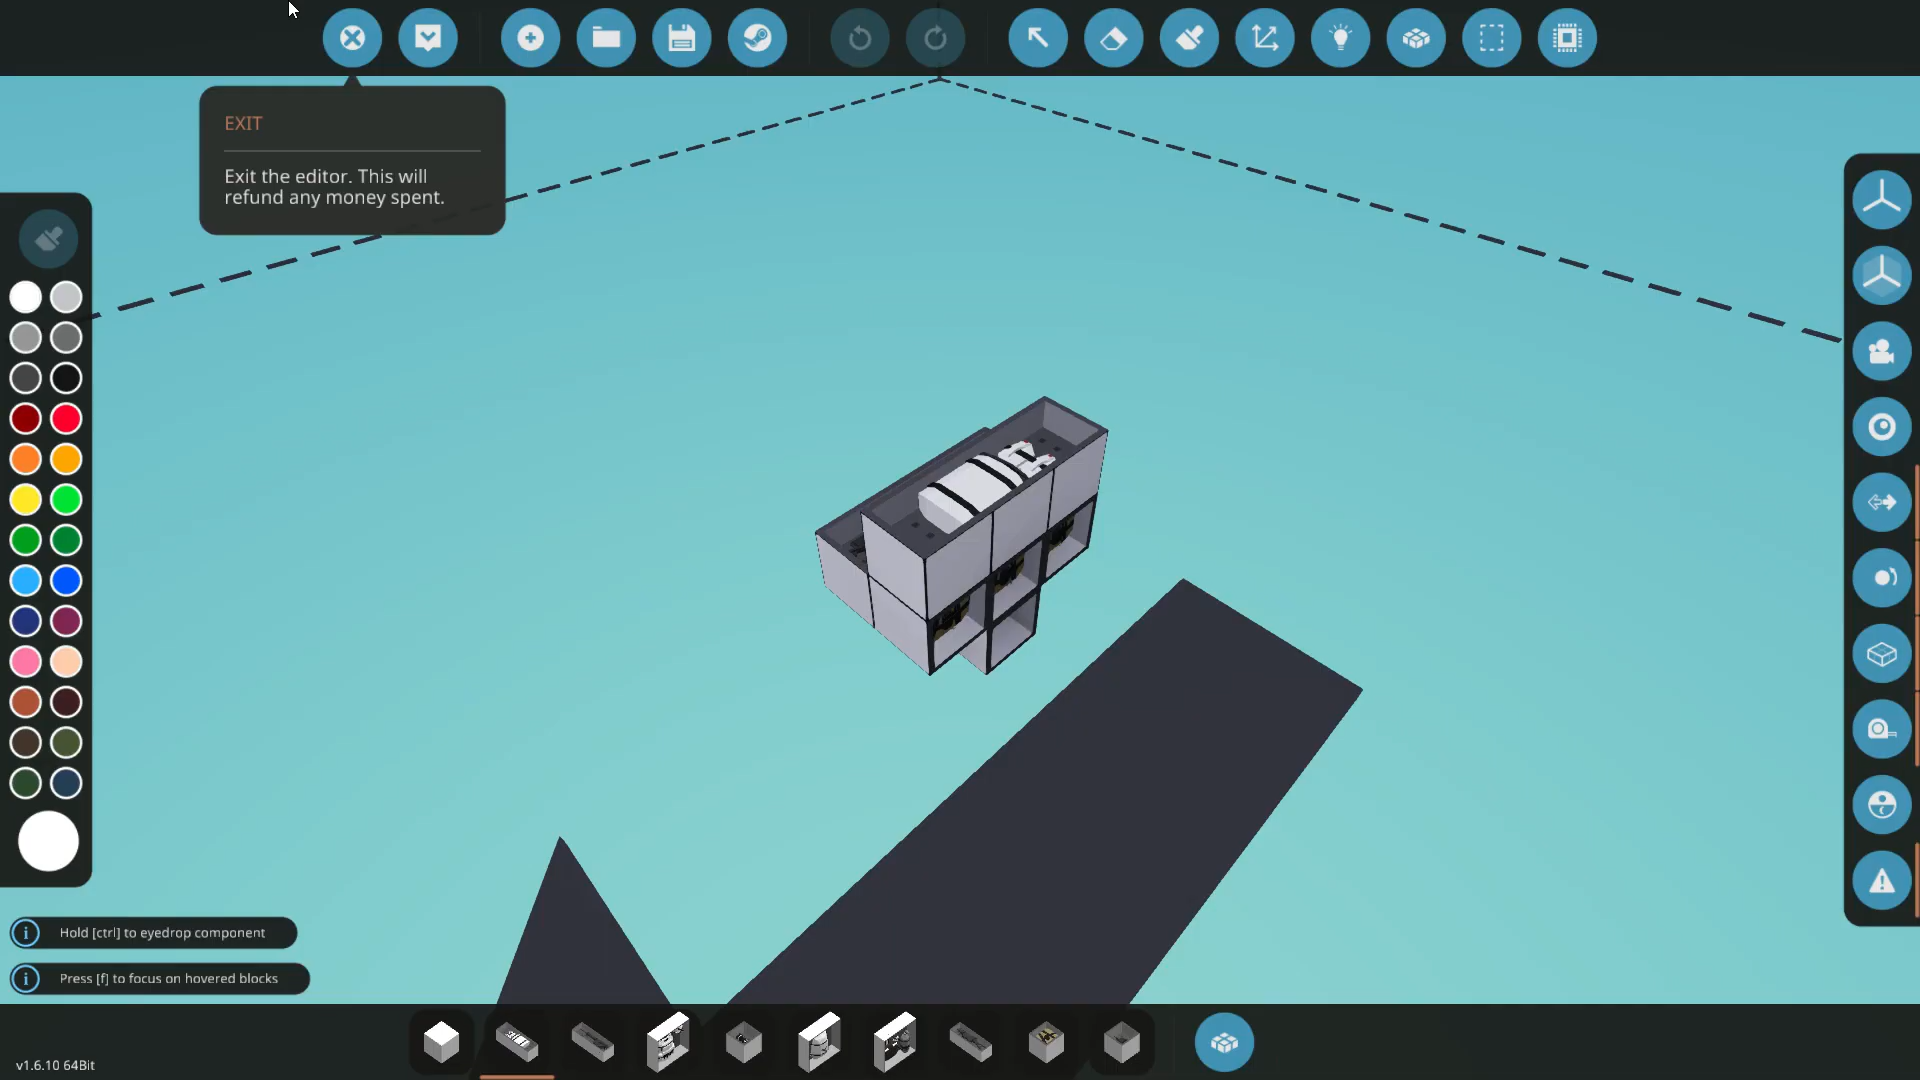 EXIT
Exit the editor. This will
refund any money spent.
Hold [ctrl] to eyedrop component
Press [f] to focus on hovered blocks
v1.6.10 64Bit